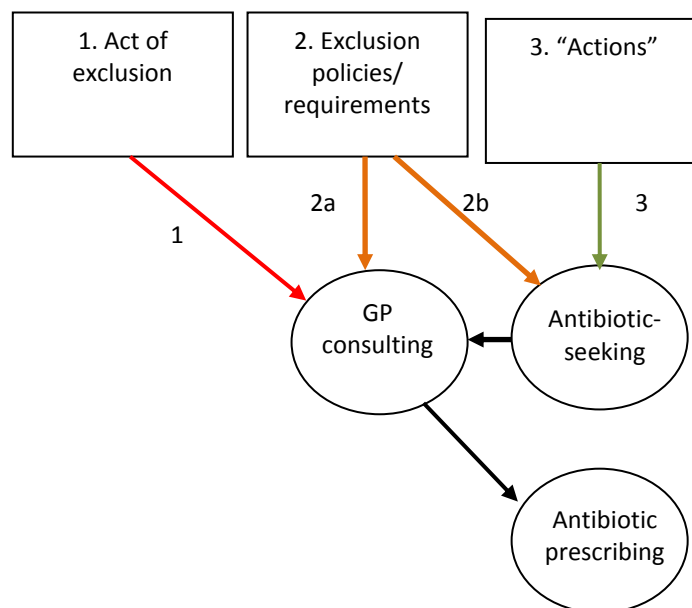 1. Act of
exclusion
2. Exclusion
policies/
requirements
3. “Actions”
1
2a
2b
3
GP
consulting
Antibiotic-
seeking
Antibiotic
prescribing